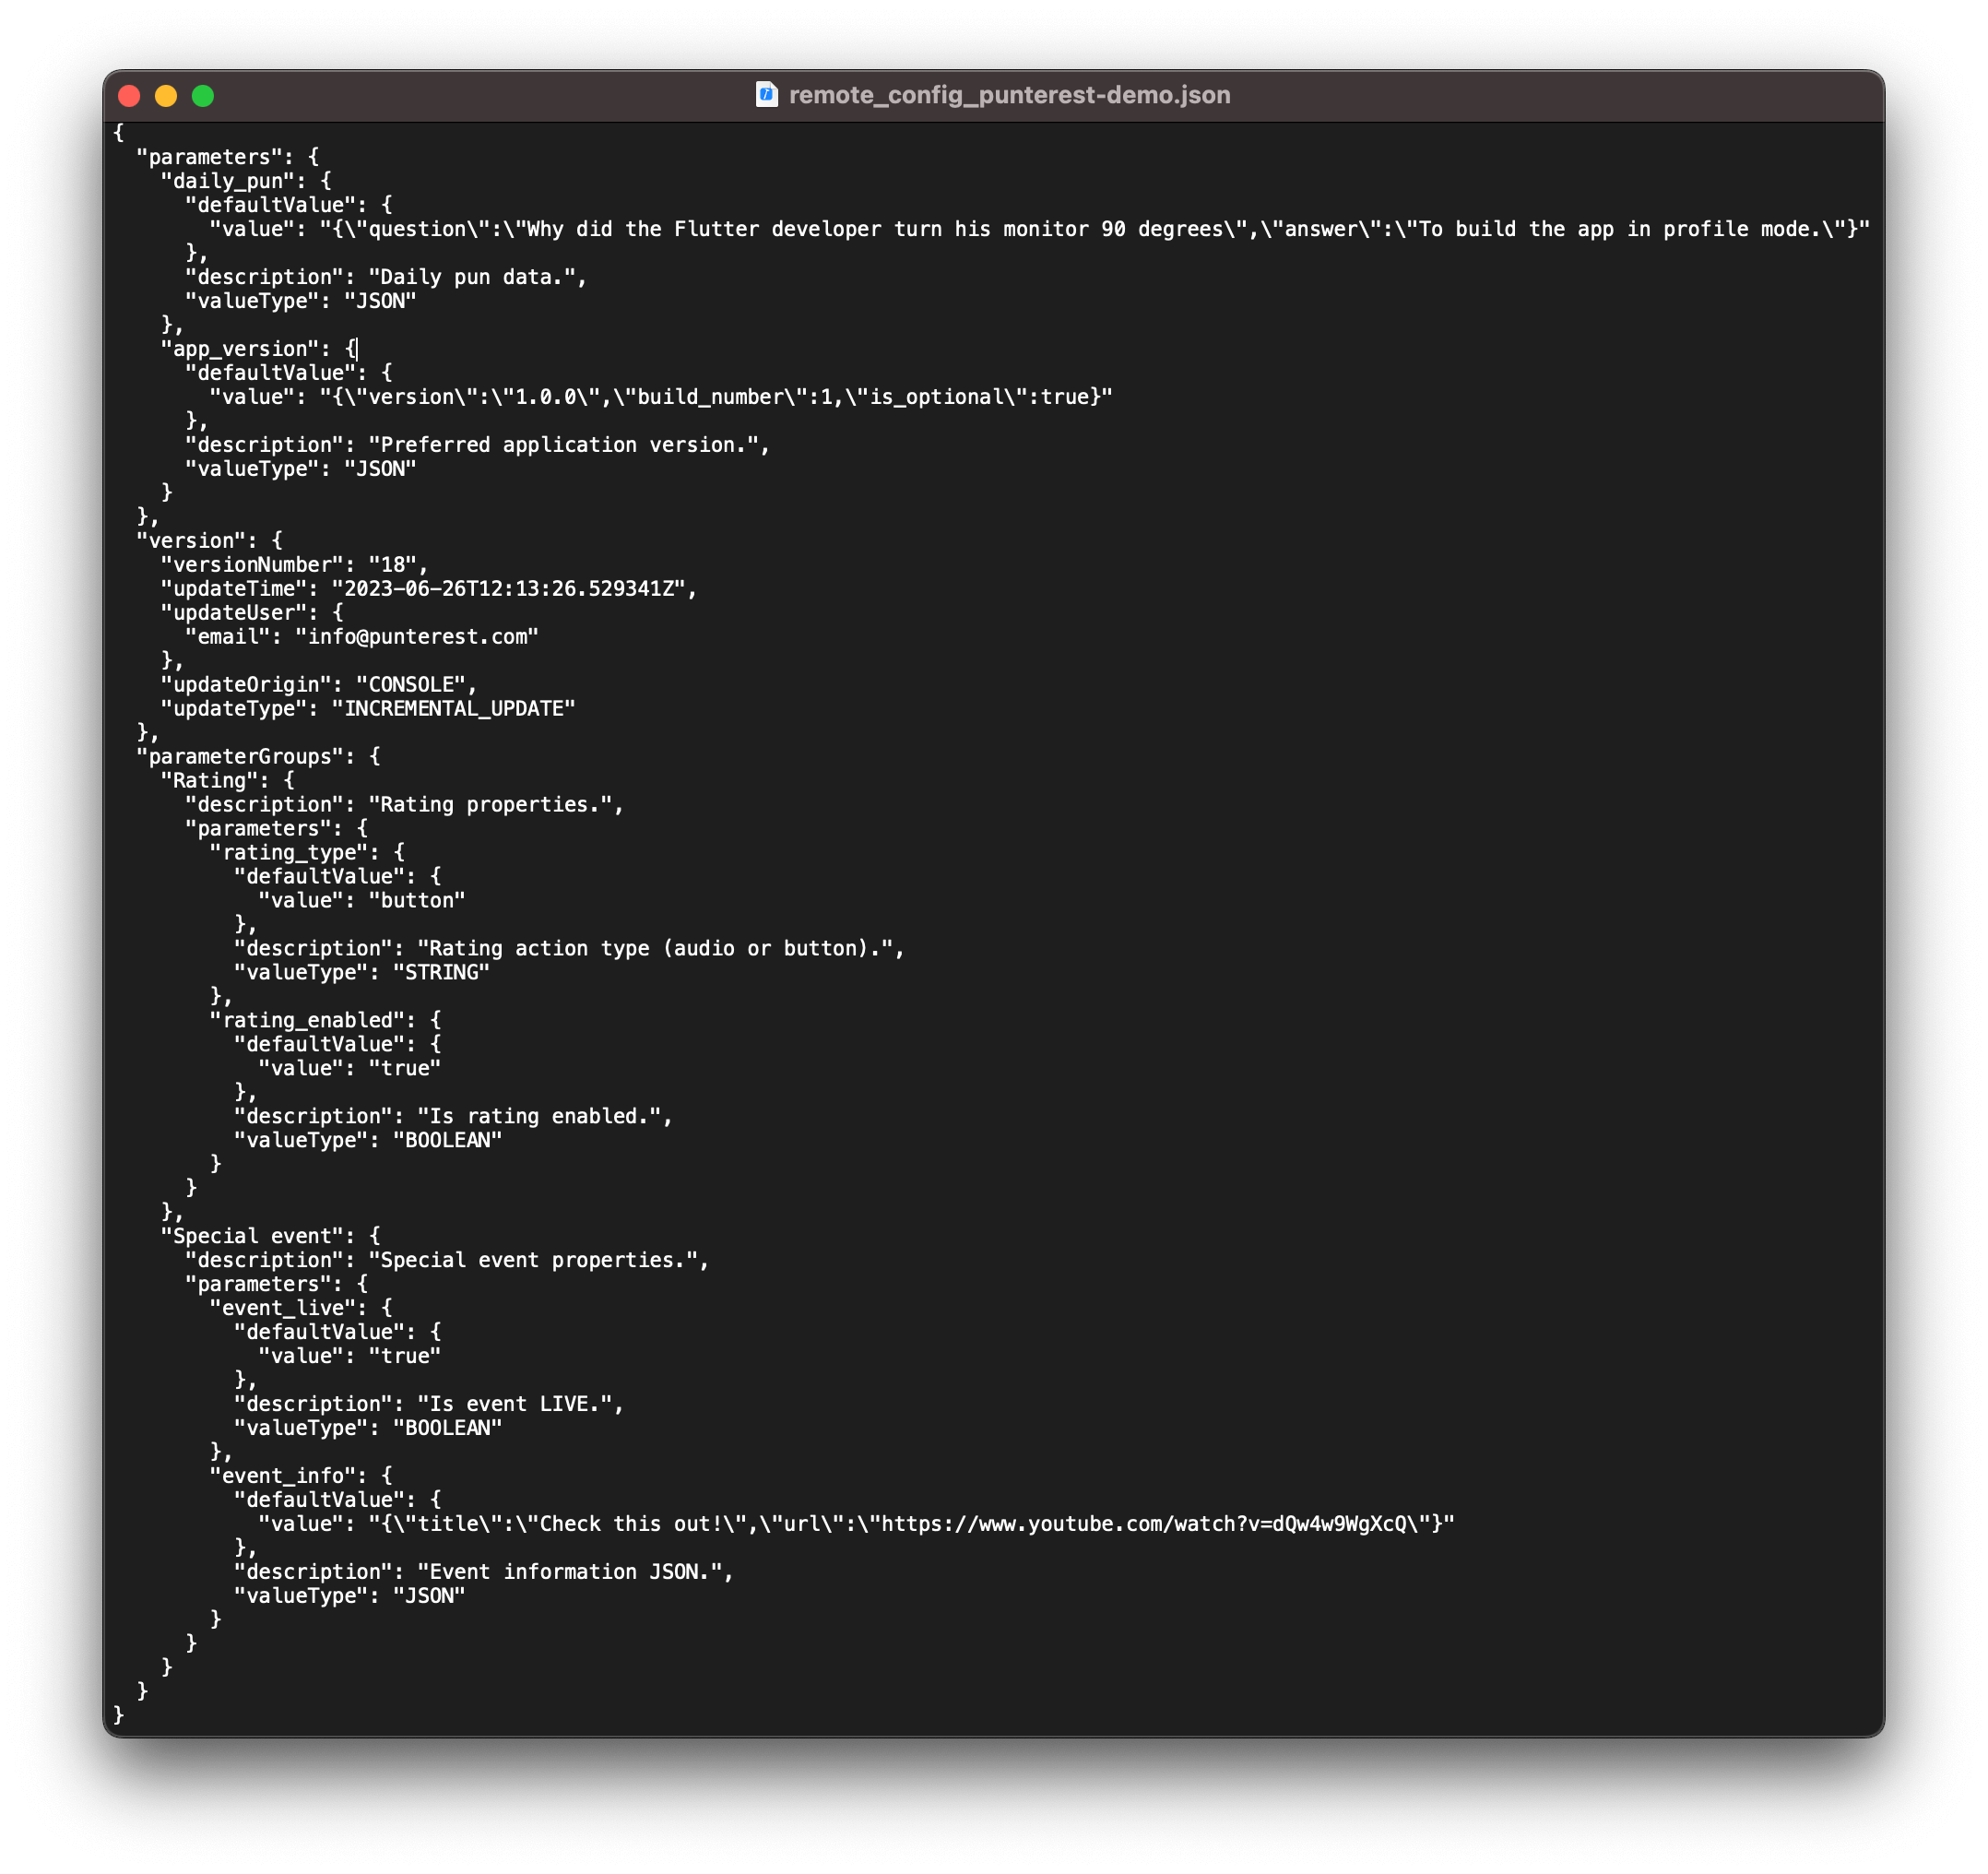 remote_config_punterest-demo.json
{
  "parameters": {
    "daily_pun": {
      "defaultValue": {
        "value": "{\"question\":\"Why did the Flutter developer turn his monitor 90 degrees\",\"answer\":\"To build the app in profile mode.\"}"
      },
      "description": "Daily pun data.",
      "valueType": "JSON"
    },
    "app_version": {
      "defaultValue": {
        "value": "{\"version\":\"1.0.0\",\"build_number\":1,\"is_optional\":true}"
      },
      "description": "Preferred application version.",
      "valueType": "JSON"
    }
  },
  "version": {
    "versionNumber": "18",
    "updateTime": "2023-06-26T12:13:26.529341Z",
    "updateUser": {
      "email": "info@punterest.com"
    },
    "updateOrigin": "CONSOLE",
    "updateType": "INCREMENTAL_UPDATE"
  },
  "parameterGroups": {
    "Rating": {
      "description": "Rating properties.",
      "parameters": {
        "rating_type": {
          "defaultValue": {
            "value": "button"
          },
          "description": "Rating action type (audio or button).",
          "valueType": "STRING"
        },
        "rating_enabled": {
          "defaultValue": {
            "value": "true"
          },
          "description": "Is rating enabled.",
          "valueType": "BOOLEAN"
        }
      }
    },
    "Special event": {
      "description": "Special event properties.",
      "parameters": {
        "event_live": {
          "defaultValue": {
            "value": "true"
          },
          "description": "Is event LIVE.",
          "valueType": "BOOLEAN"
        },
        "event_info": {
          "defaultValue": {
            "value": "{\"title\":\"Check this out!\",\"url\":\"https://www.youtube.com/watch?v=dQw4w9WgXcQ\"}"
          },
          "description": "Event information JSON.",
          "valueType": "JSON"
        }
      }
    }
  }
}